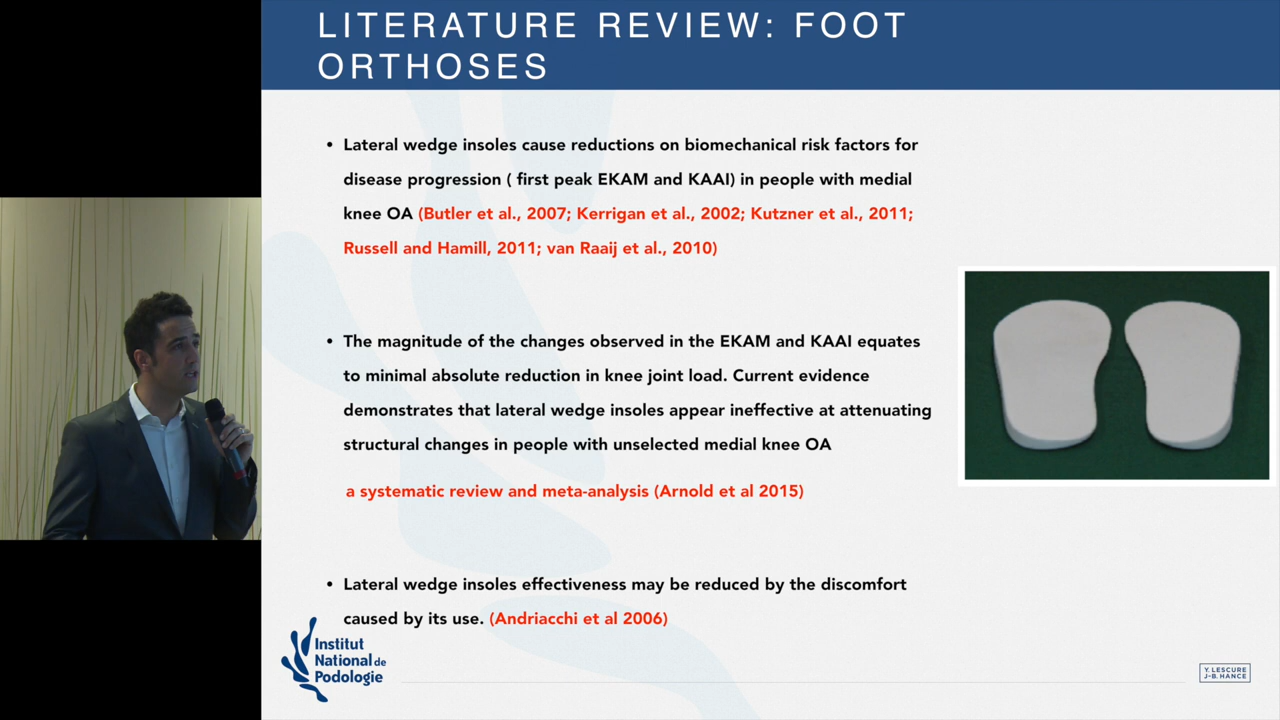 LITERATURE REVIEW: FOOT
ORTHOSES
• Lateral wedge insoles cause reductions on biomechanical risk factors for
disease progression ( first peak EKAM and KAAI) in people with medial
knee OA (Butler et al., 2007; Kerrigan et al., 2002; Kutzner et al., 2011;
Russell and Hamill, 2011; van Raaij et al., 2010)
• The magnitude of the changes observed in the EKAM and KAAI equates
to minimal absolute reduction in knee joint load. Current evidence
demonstrates that lateral wedge insoles appear ineffective at attenuating
structural changes in people with unselected medial knee OA
a systematic review and meta-analysis (Arnold et al 2015)
• Lateral wedge insoles effectiveness may be reduced by the discomfort
caused by its use. (Andriacchi et al 2006)
Institut
National de
Podologie
Y. LESCURE
J-B. HANCE